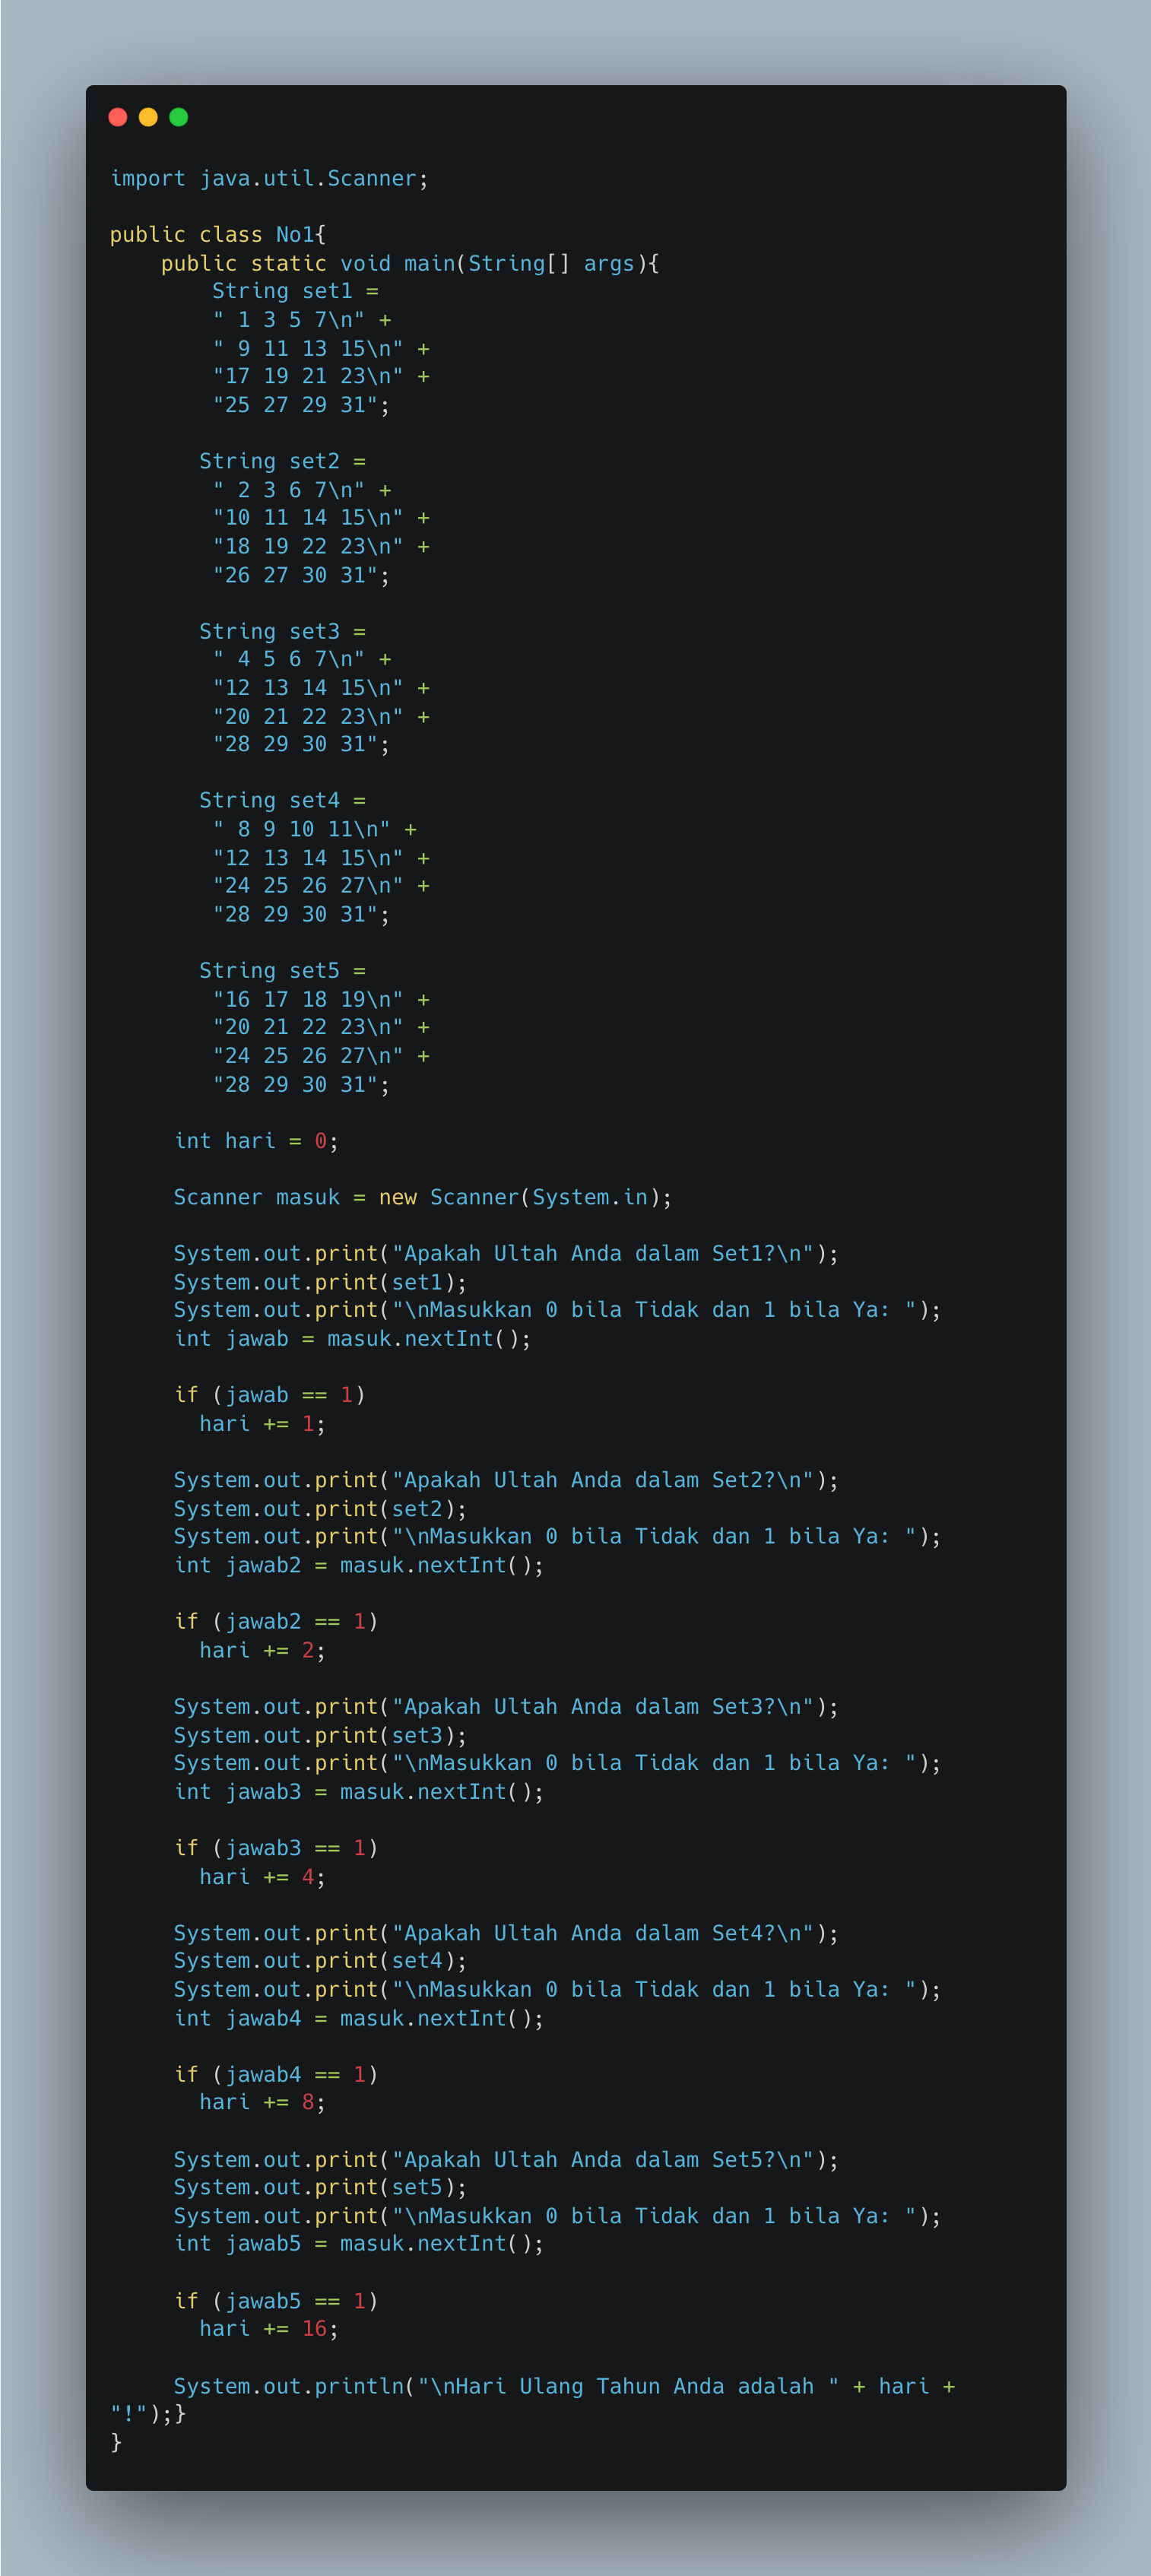 import java.util.Scanner;
public class No1{
public static void main(String[] args){
String set1 =
" 1 3 5 7\n" +
" 9 11 13 15\n" +
"17 19 21 23\n" +
"25 27 29 31";
String set2 =
" 2 3 6 7\n" +
"10 11 14 15\n" +
"18 19 22 23\n" +
"26 27 30 31";
String set3 =
" 4 5 6 7\n" +
"12 13 14 15\n" +
"20 21 22 23\n" +
"28 29 30 31";
String set4 =
" 8 9 10 11\n" +
"12 13 14 15\n" +
"24 25 26 27\n" +
"28 29 30 31";
String set5 =
"16 17 18 19\n" +
"20 21 22 23\n" +
"24 25 26 27\n" +
"28 29 30 31";
int hari = 0;
Scanner masuk = new Scanner(System.in);
System.out.print("Apakah Ultah Anda dalam Set1?\n");
System.out.print(set1);
System.out.print("\nMasukkan 0 bila Tidak dan 1 bila Ya: ");
int jawab = masuk.nextInt();
if (jawab == 1)
hari += 1;
System.out.print("Apakah Ultah Anda dalam Set2?\n");
System.out.print(set2);
System.out.print("\nMasukkan 0 bila Tidak dan 1 bila Ya: ");
int jawab2 = masuk.nextInt();
if (jawab2 == 1)
hari += 2;
System.out.print("Apakah Ultah Anda dalam Set3?\n");
System.out.print(set3);
System.out.print("\nMasukkan 0 bila Tidak dan 1 bila Ya: ");
int jawab3 = masuk.nextInt();
if (jawab3 == 1)
hari += 4;
System.out.print("Apakah Ultah Anda dalam Set4?\n");
System.out.print(set4);
System.out.print("\nMasukkan 0 bila Tidak dan 1 bila Ya: ");
int jawab4 = masuk.nextInt();
if (jawab4 == 1)
hari += 8;
System.out.print("Apakah Ultah Anda dalam Set5?\n");
System.out.print(set5);
System.out.print("\nMasukkan 0 bila Tidak dan 1 bila Ya: ");
int jawab5 = masuk.nextInt();
if (jawab5 == 1)
hari += 16;
System.out.println("\nHari Ulang Tahun Anda adalah " + hari +
"!");}
}